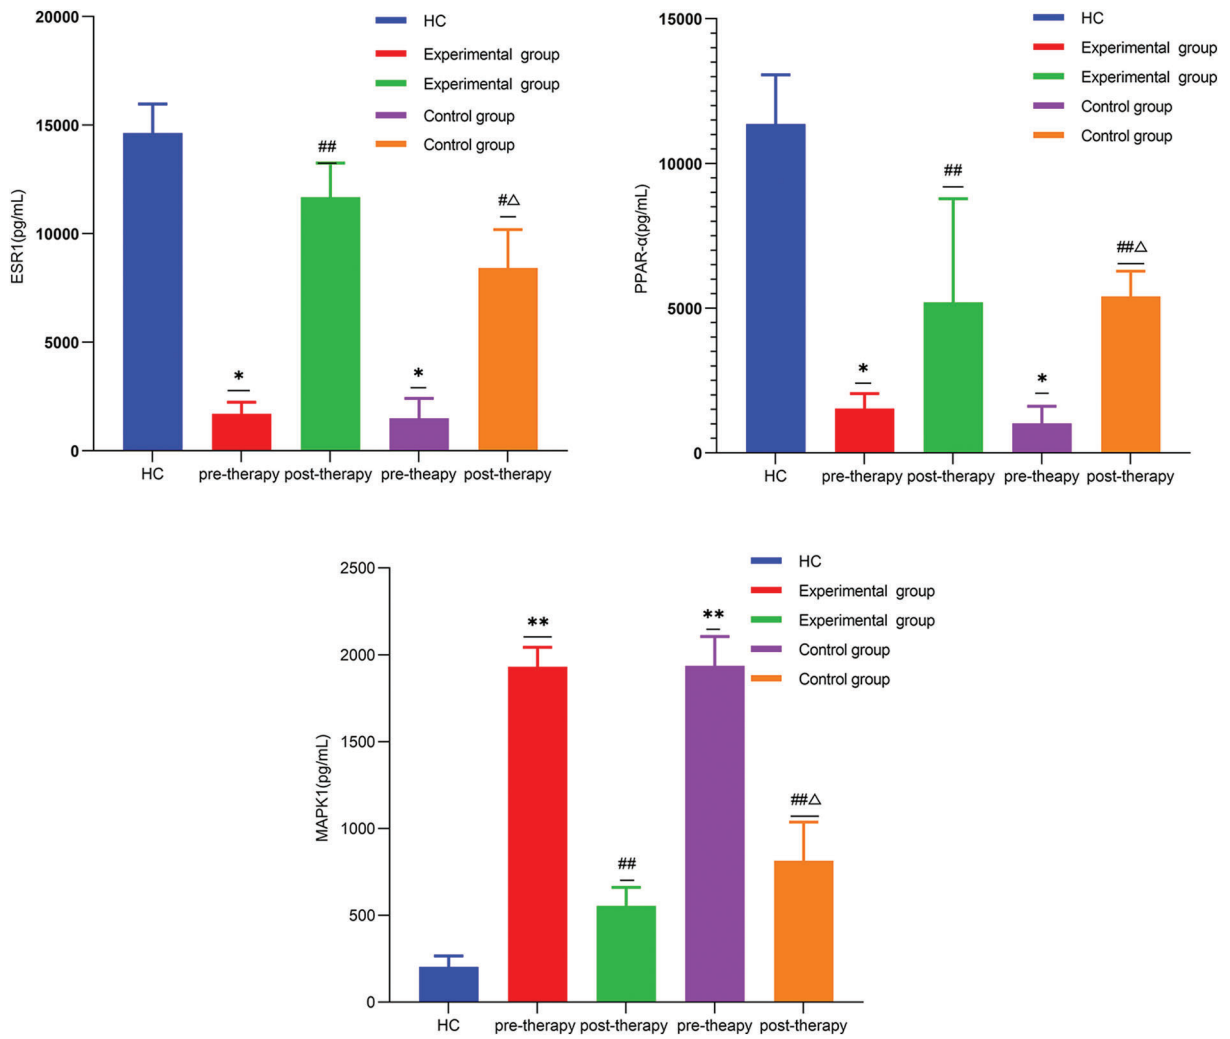 ESR1(pg/mL)
20000
15000
10000
5000
0
HC
Experimental group
Experimental group
Control group
Control group
*
##
*
#△
HC
pre-therapy
post-therapy
pre-theapy
post-therapy
PPAR-α(pg/mL)
15000
10000
5000
0
HC
Experimental group
Experimental group
Control group
Control group
*
##
*
##△
HC
pre-therapy
post-therapy
pre-theapy
post-therapy
MAPK1(pg/mL)
2500
2000
1500
1000
500
0
HC
Experimental group
Experimental group
Control group
Control group
**
##
**
##△
HC
pre-therapy
post-therapy
pre-theapy
post-therapy